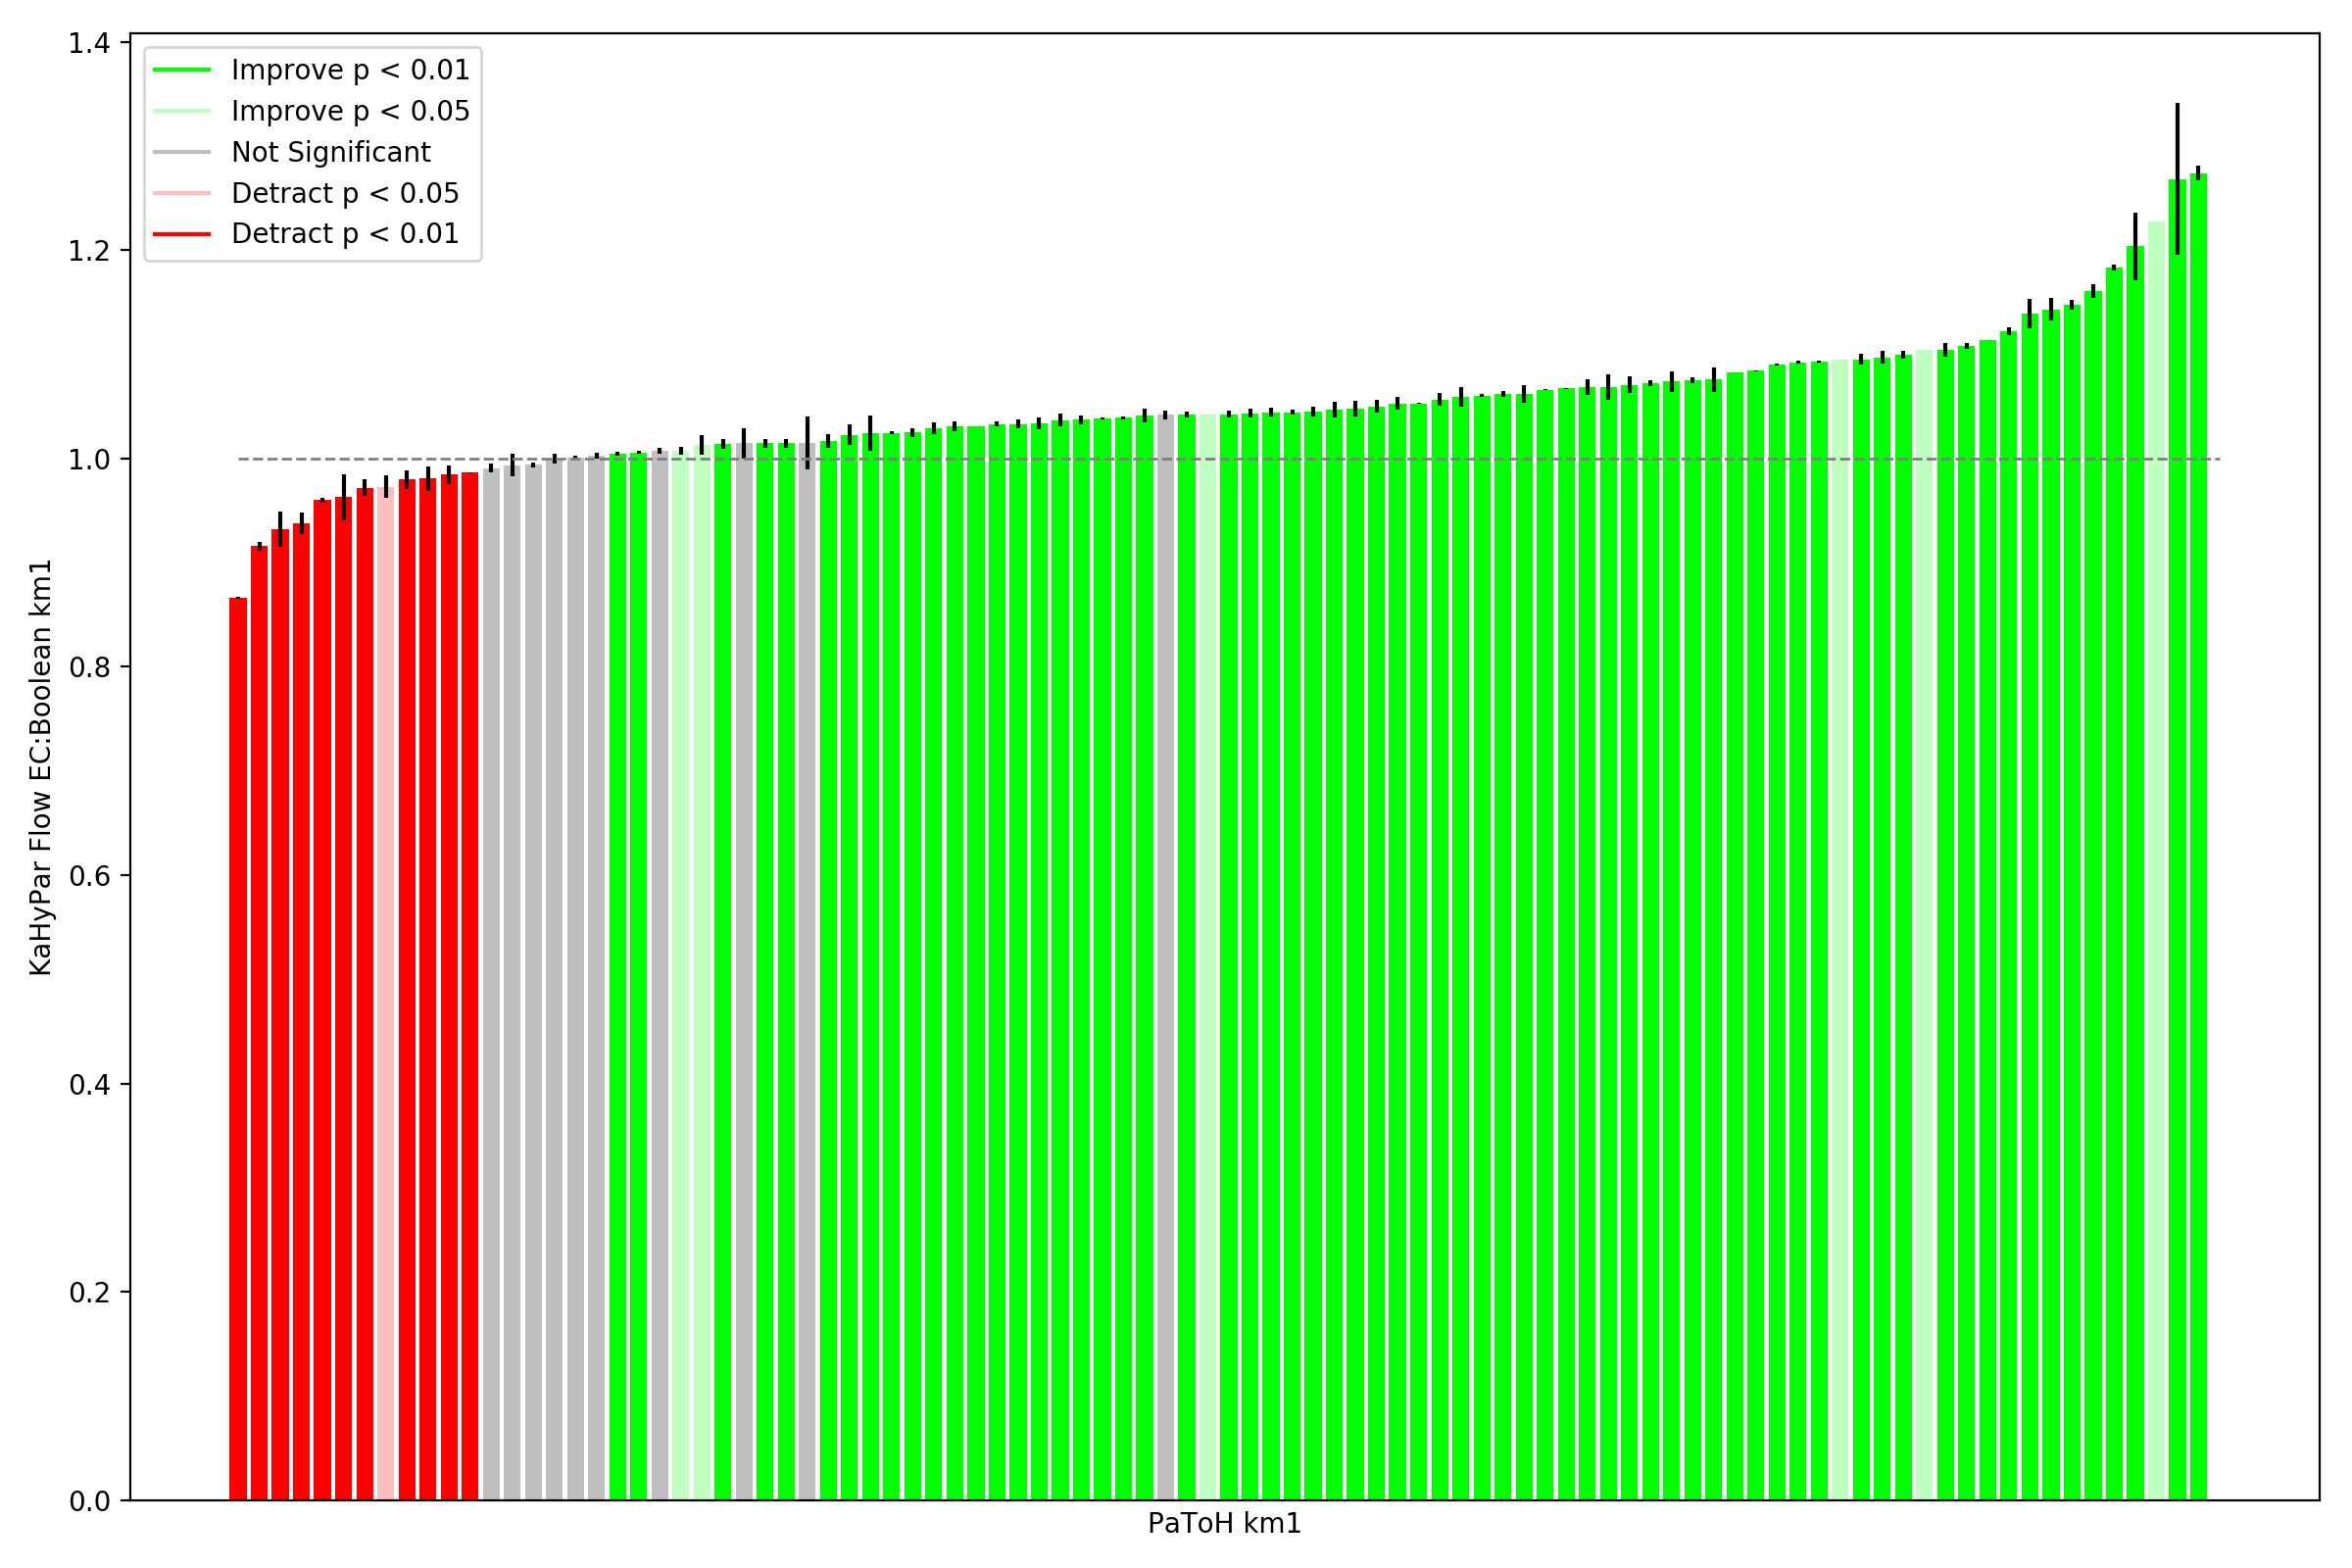 1.4
1.2
1.0
0.8
0.6
0.4
0.2
0.0
Improve p < 0.01
Improve p < 0.05
Not Significant
Detract p < 0.05
Detract p < 0.01
KaHyPar Flow EC:Boolean km1
PaToH km1